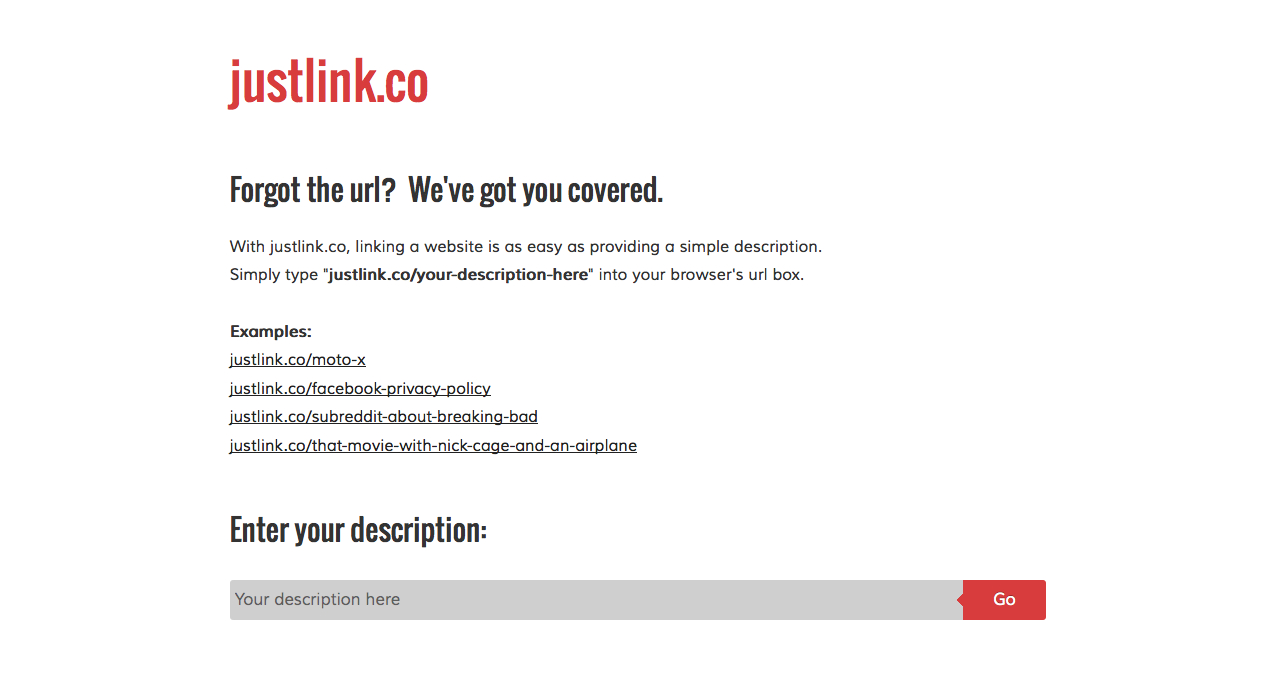 justlink.co
Forgot the url?  We've got you covered.
With justlink.co, linking a website is as easy as providing a simple description.
Simply type "justlink.co/your-description-here" into your browser's url box.
Examples:
justlink.co/moto-x
justlink.co/facebook-privacy-policy
justlink.co/subreddit-about-breaking-bad
justlink.co/that-movie-with-nick-cage-and-an-airplane
Enter your description:
Your description here
Go